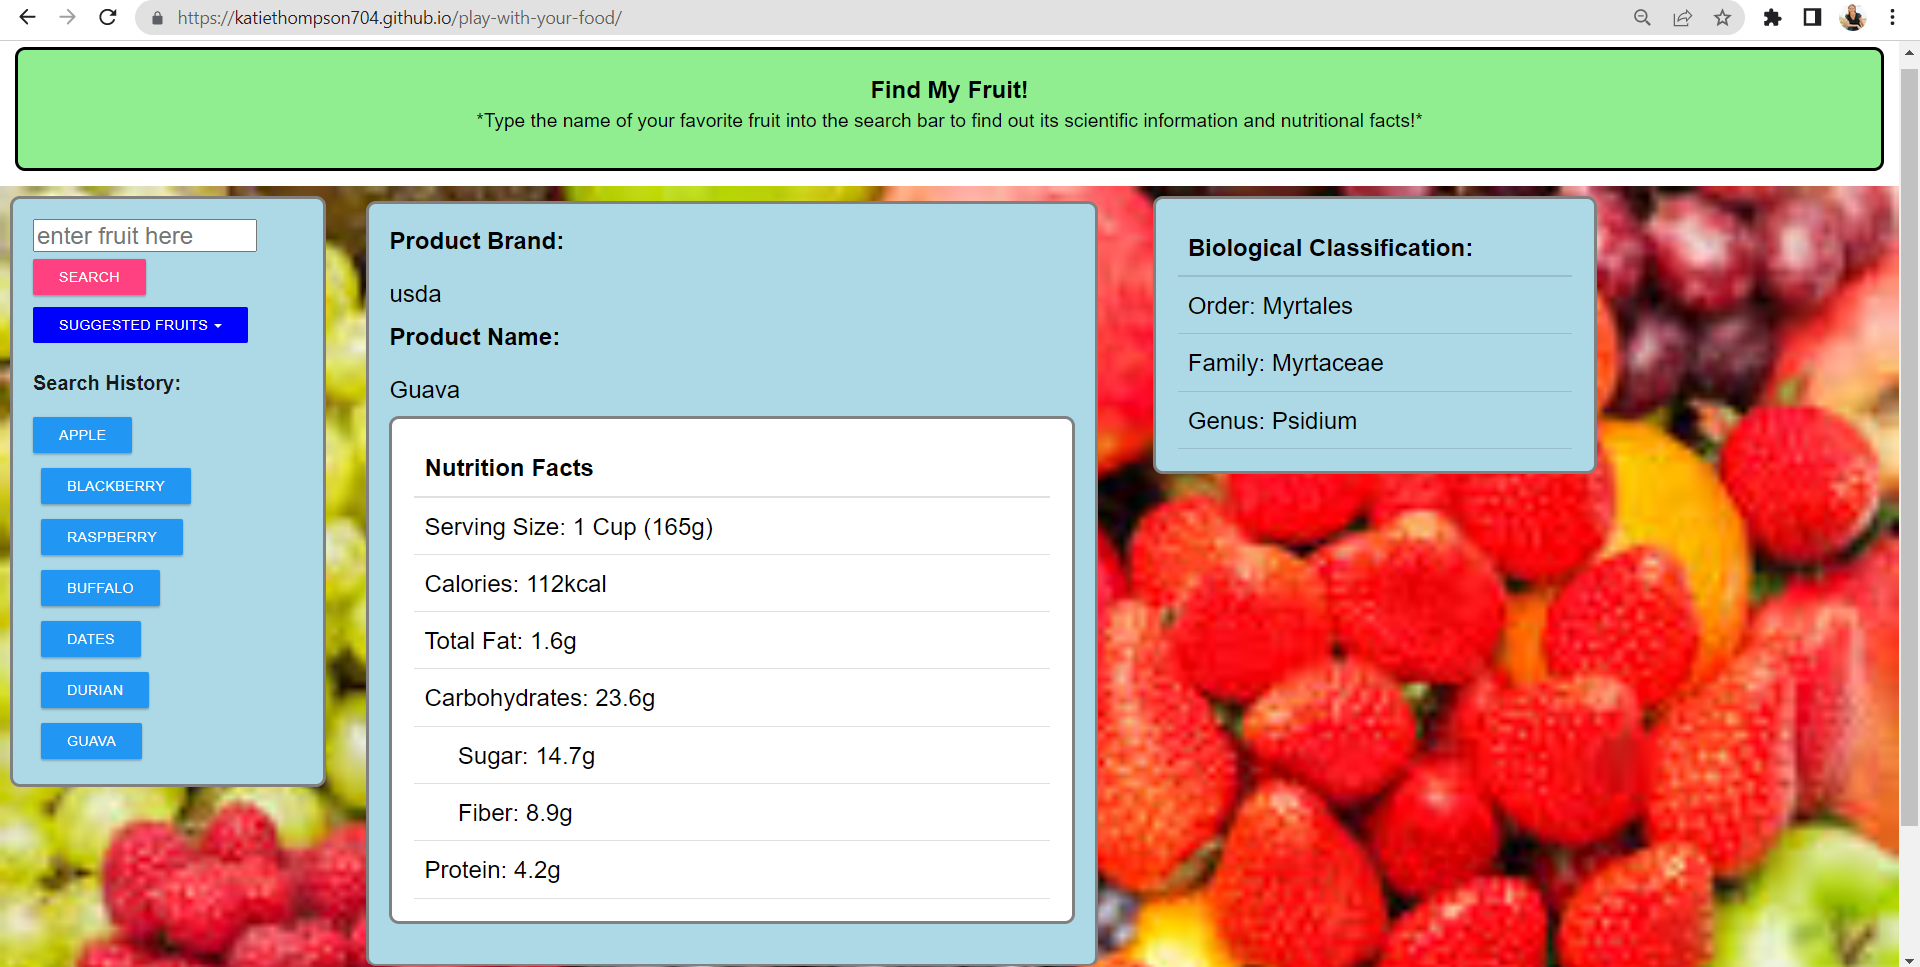 https://katiethompson704.github.io/play-with-your-food/
Find My Fruit!
*Type the name of your favorite fruit into the search bar to find out its scientific information and nutritional facts!*
enter fruit here
SEARCH
SUGGESTED FRUITS
Search History:
APPLE
BLACKBERRY
RASPBERRY
BUFFALO
DATES
DURIAN
GUAVA
Product Brand:
usda
Product Name:
Guava
Nutrition Facts
Serving Size: 1 Cup (165g)
Calories: 112kcal
Total Fat: 1.6g
Carbohydrates: 23.6g
Sugar: 14.7g
Fiber: 8.9g
Protein: 4.2g
Biological Classification:
Order: Myrtales
Family: Myrtaceae
Genus: Psidium